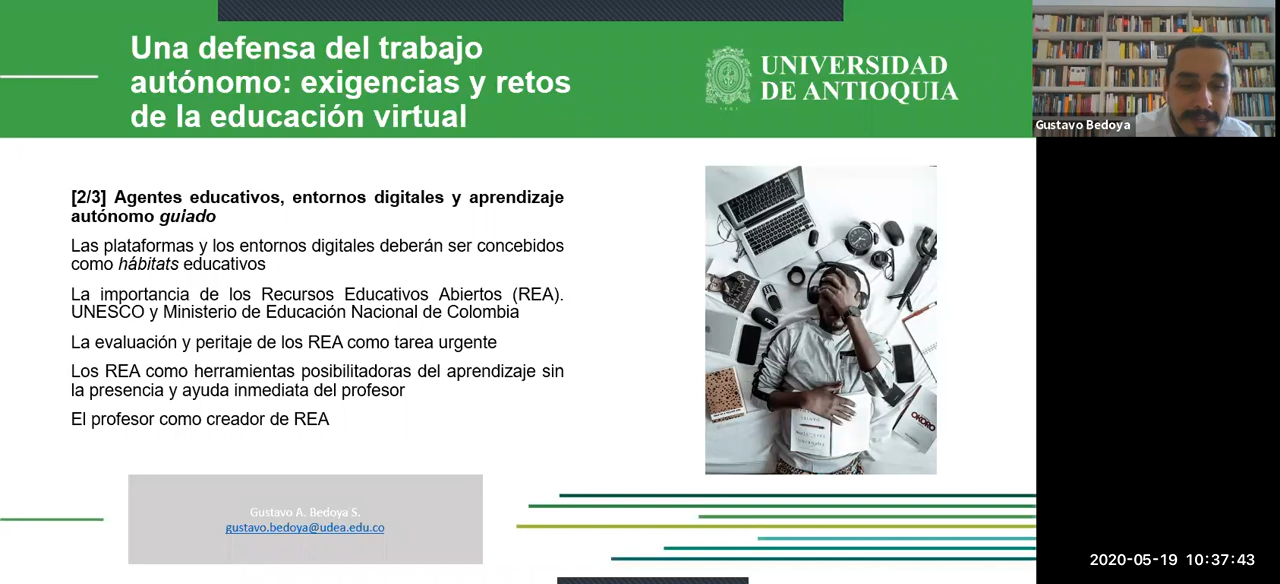 Una defensa del trabajo
autónomo: exigencias y retos
de la educación virtual
UNIVERSIDAD
DE ANTIOQUIA
Gustavo Bedoya
[2/3] Agentes educativos, entornos digitales y aprendizaje
autónomo guiado
Las plataformas y los entornos digitales deberán ser concebidos
como hábitats educativos
La importancia de los Recursos Educativos Abiertos (REA).
UNESCO y Ministerio de Educación Nacional de Colombia
La evaluación y peritaje de los REA como tarea urgente
Los REA como herramientas posibilitadoras del aprendizaje sin
la presencia y ayuda inmediata del profesor
El profesor como creador de REA
OKORO
Gustavo A. Bedoya S.
gustavo.bedoya@udea.edu.co
2020-05-19 10:37:43